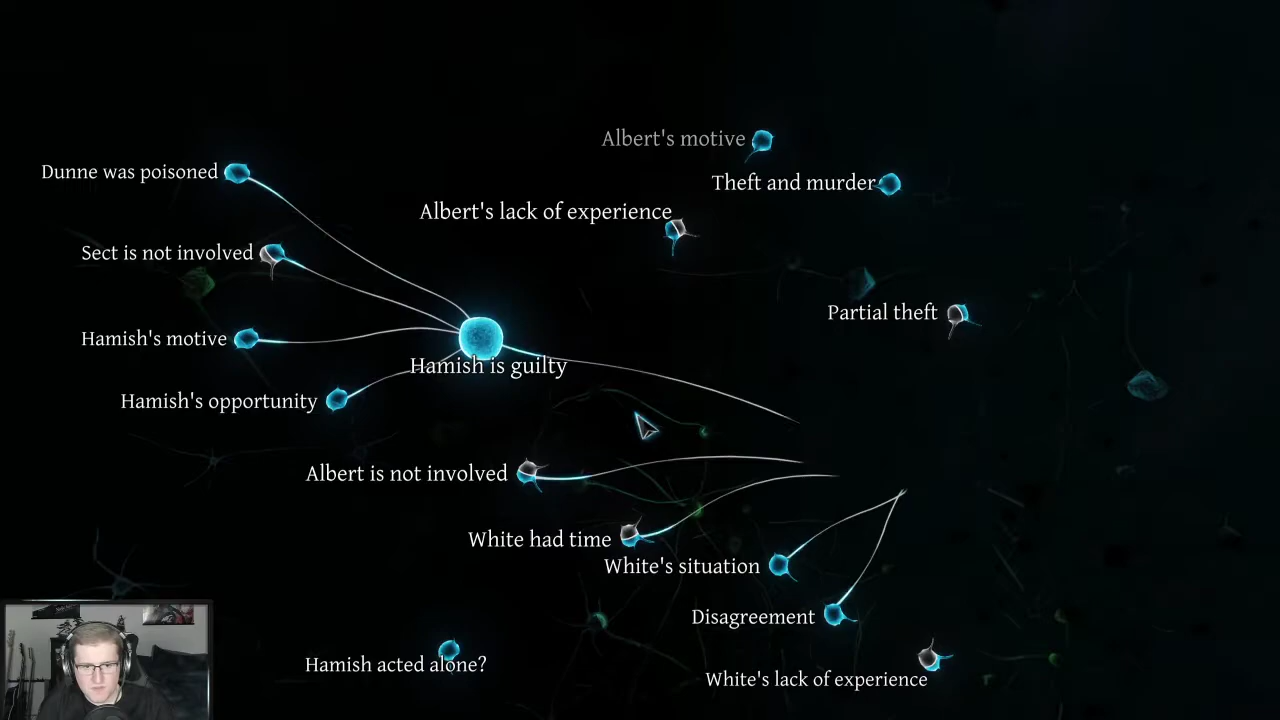 Albert's motive
Dunne was poisoned
Theft and murder
Albert's lack of experience
Sect is not involved
Partial theft
Hamish's motive
Hamish is guilty
Hamish's opportunity
Albert is not involved
White had time
White's situation
Disagreement
Hamish acted alone?
White's lack of experience